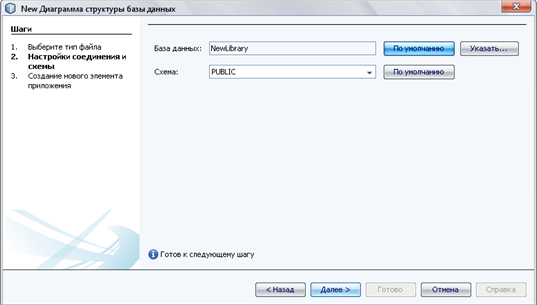 New Диаграмма структуры базы данных
Шаги
1. Выберите тип файла
2. Настройки соединения и
схемы
3. Создание нового элемента
приложения
База данных: NewLibrary По умолчанию Указать...
Схема: PUBLIC По умолчанию
Готов к следующему шагу
< Назад Далее > Готово Отмена Справка